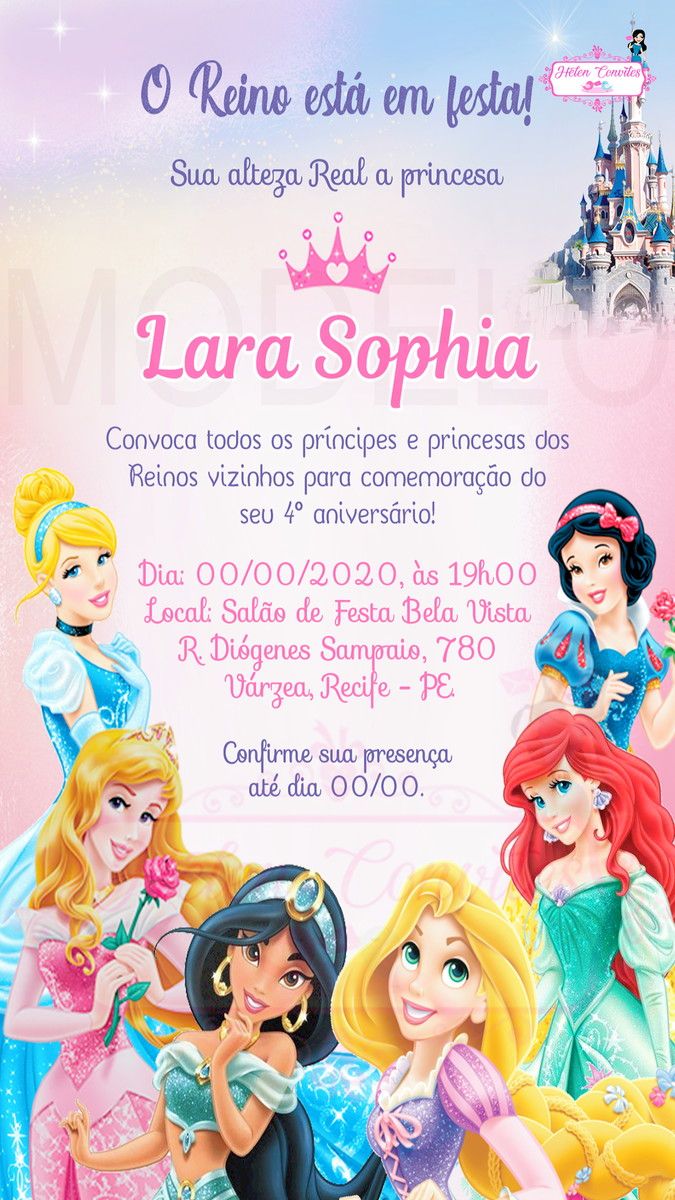 Hélen Convites
O Reino está em festa!
Sua alteza Real a princesa
MODELO
Lara Sophia
Convoca todos os príncipes e princesas dos
Reinos vizinhos para comemoração do
seu 4º aniversário!
Dia: 00/00/2020, às 19h00
Local: Salão de Festa Bela Vista
R. Diógenes Sampaio, 780
Várzea, Recife - PE.
Confirme sua presença
até dia 00/00.
Convites